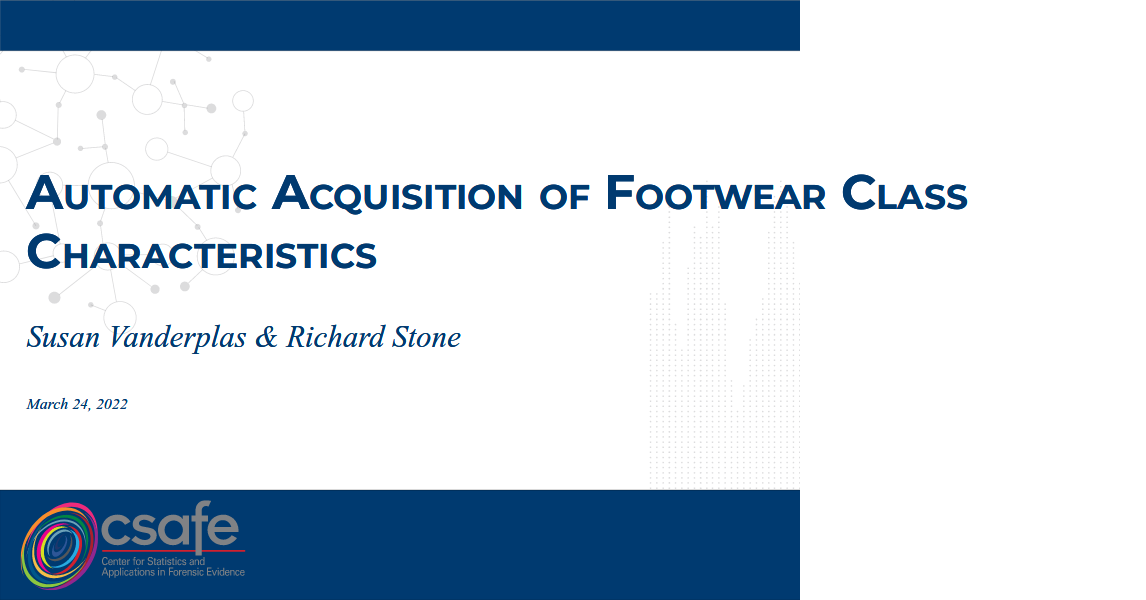 Automatic Acquisition of Footwear Class
Characteristics
Susan Vanderplas & Richard Stone
March 24, 2022
csafe
Center for Statistics and
Applications in Forensic Evidence